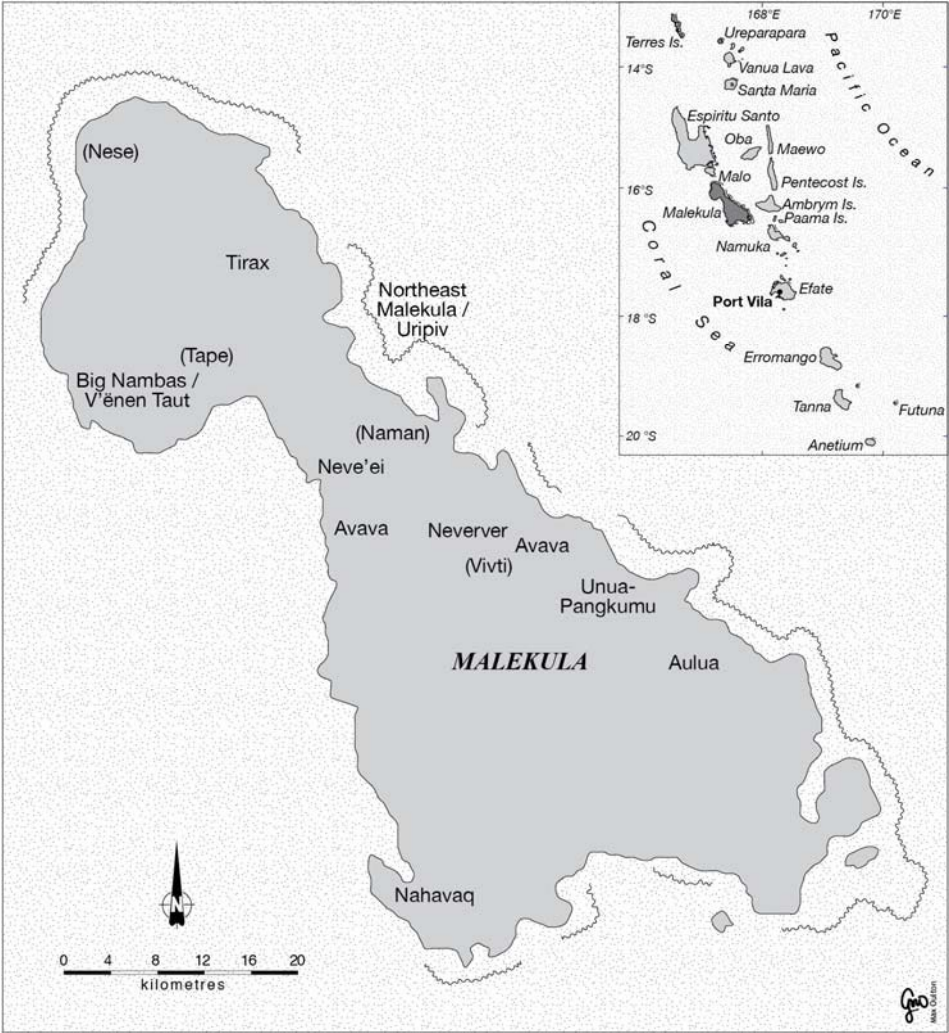 (Nese)
Tirax
Northeast
Malekula /
Uripiv
(Tape)
Big Nambas /
V'ënen Taut
(Naman)
Neve'ei
Avava
Neverver
Avava
(Vivti)
Unua-
Pangkumu
MALEKULA
Aulua
Nahavaq
N
0 4 8 12 16 20
kilometres
168°E 170°E
Terres Is.
Ureparapara
14°S
Vanua Lava
Santa Maria
Pacific Ocean
Espiritu Santo
Oba
Maewo
Malo
Pentecost Is.
16°S
Malekula
Ambrym Is.
Paama Is.
Namuka
Coral Sea
Efate
Port Vila
18°S
Erromango
Tanna
Futuna
20 °S
Anetium
Max Oulton